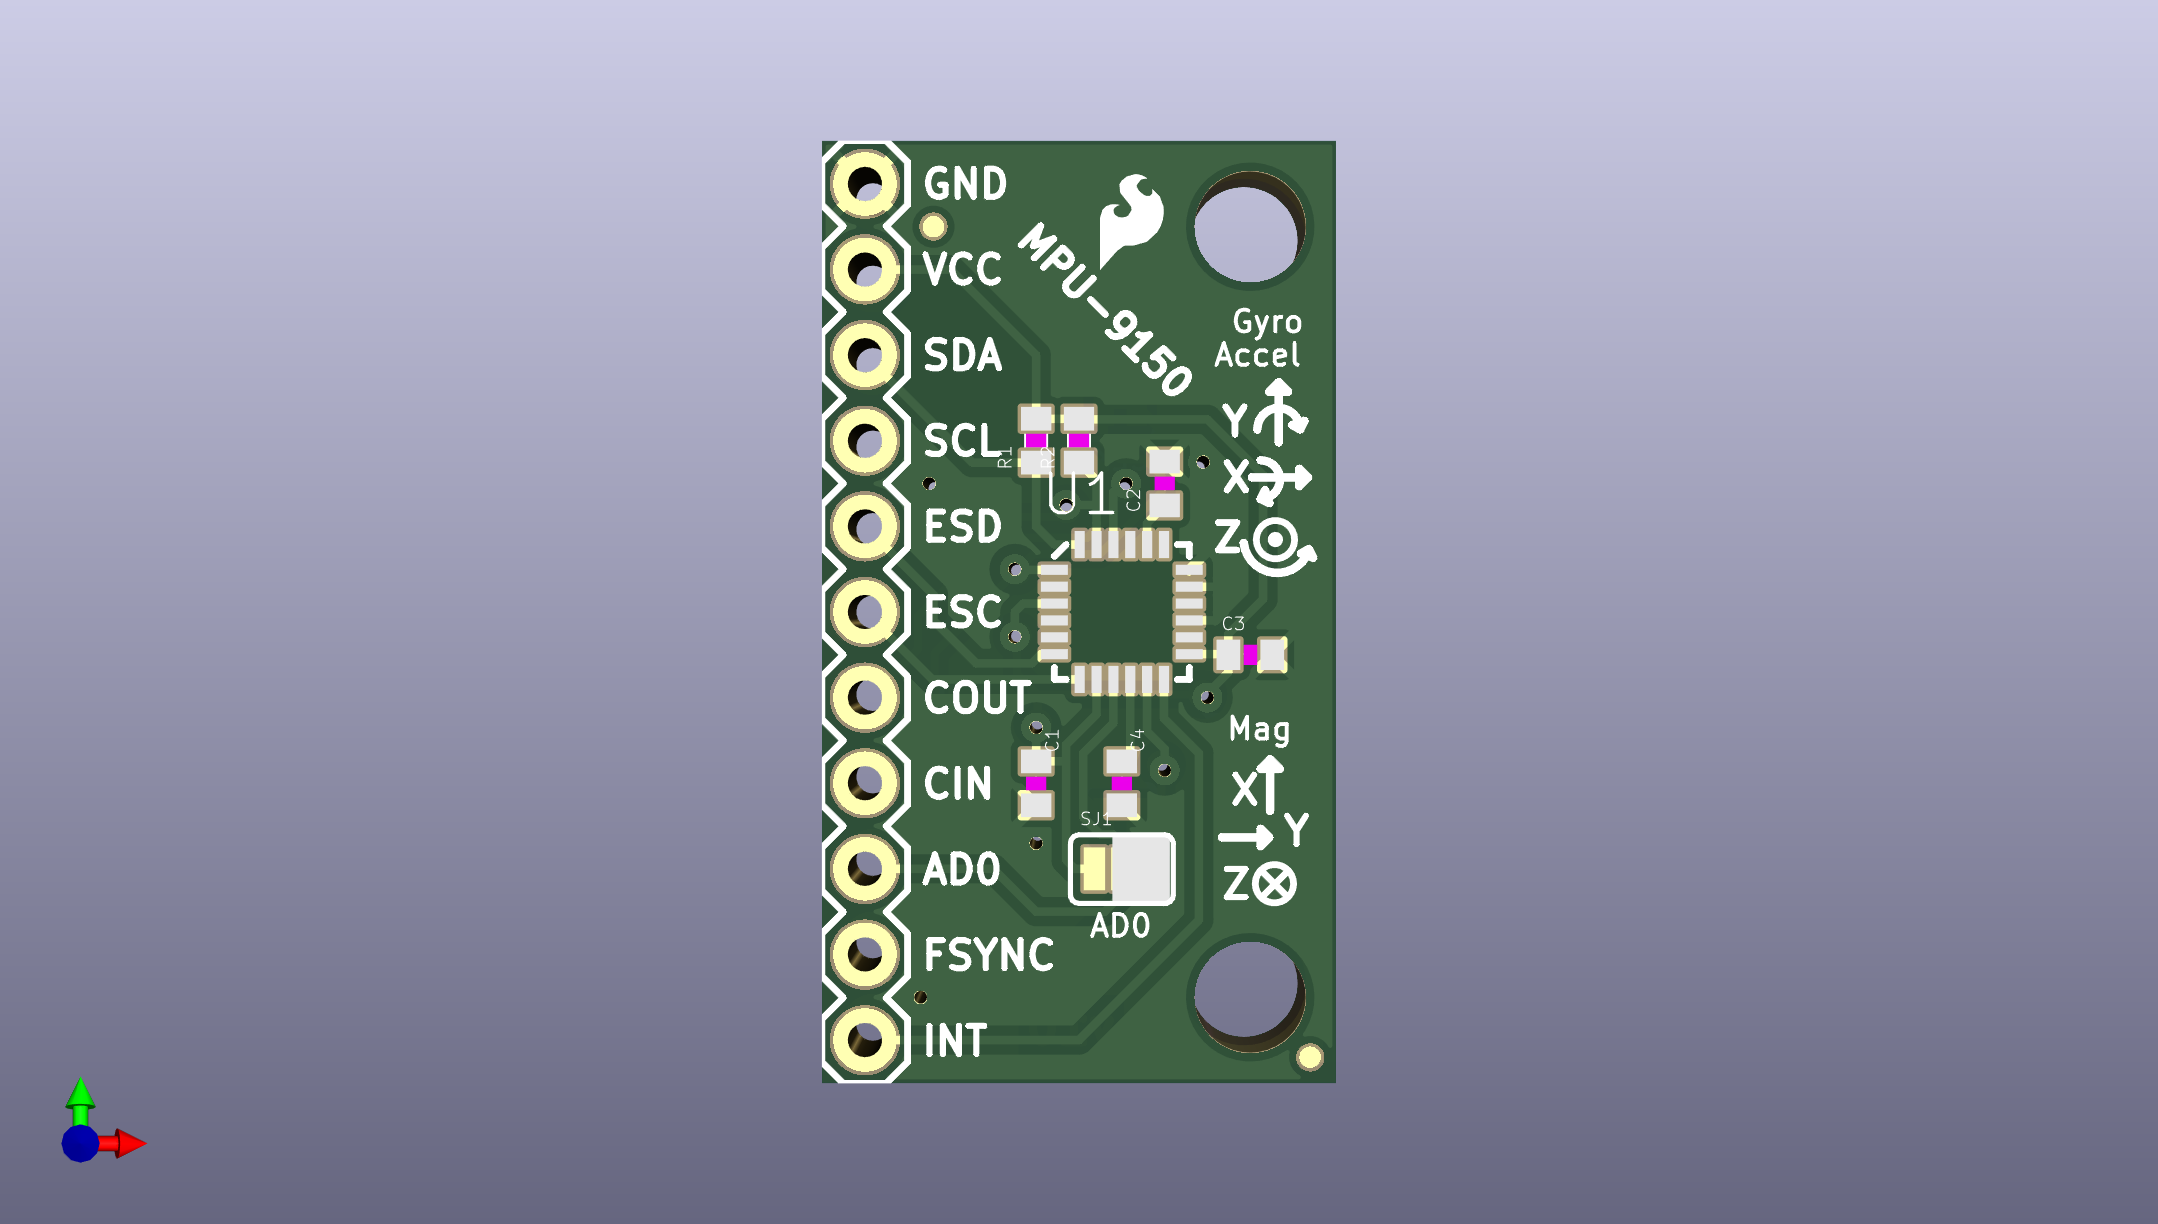 GND
VCC
SDA
SCL
ESD
ESC
COUT
CIN
AD0
FSYNC
INT
MPU-9150
R1
R2
U1
C2
C3
C1
C4
SJ1
AD0
Gyro
Accel
Y
X
Z
Mag
X
Y
Z